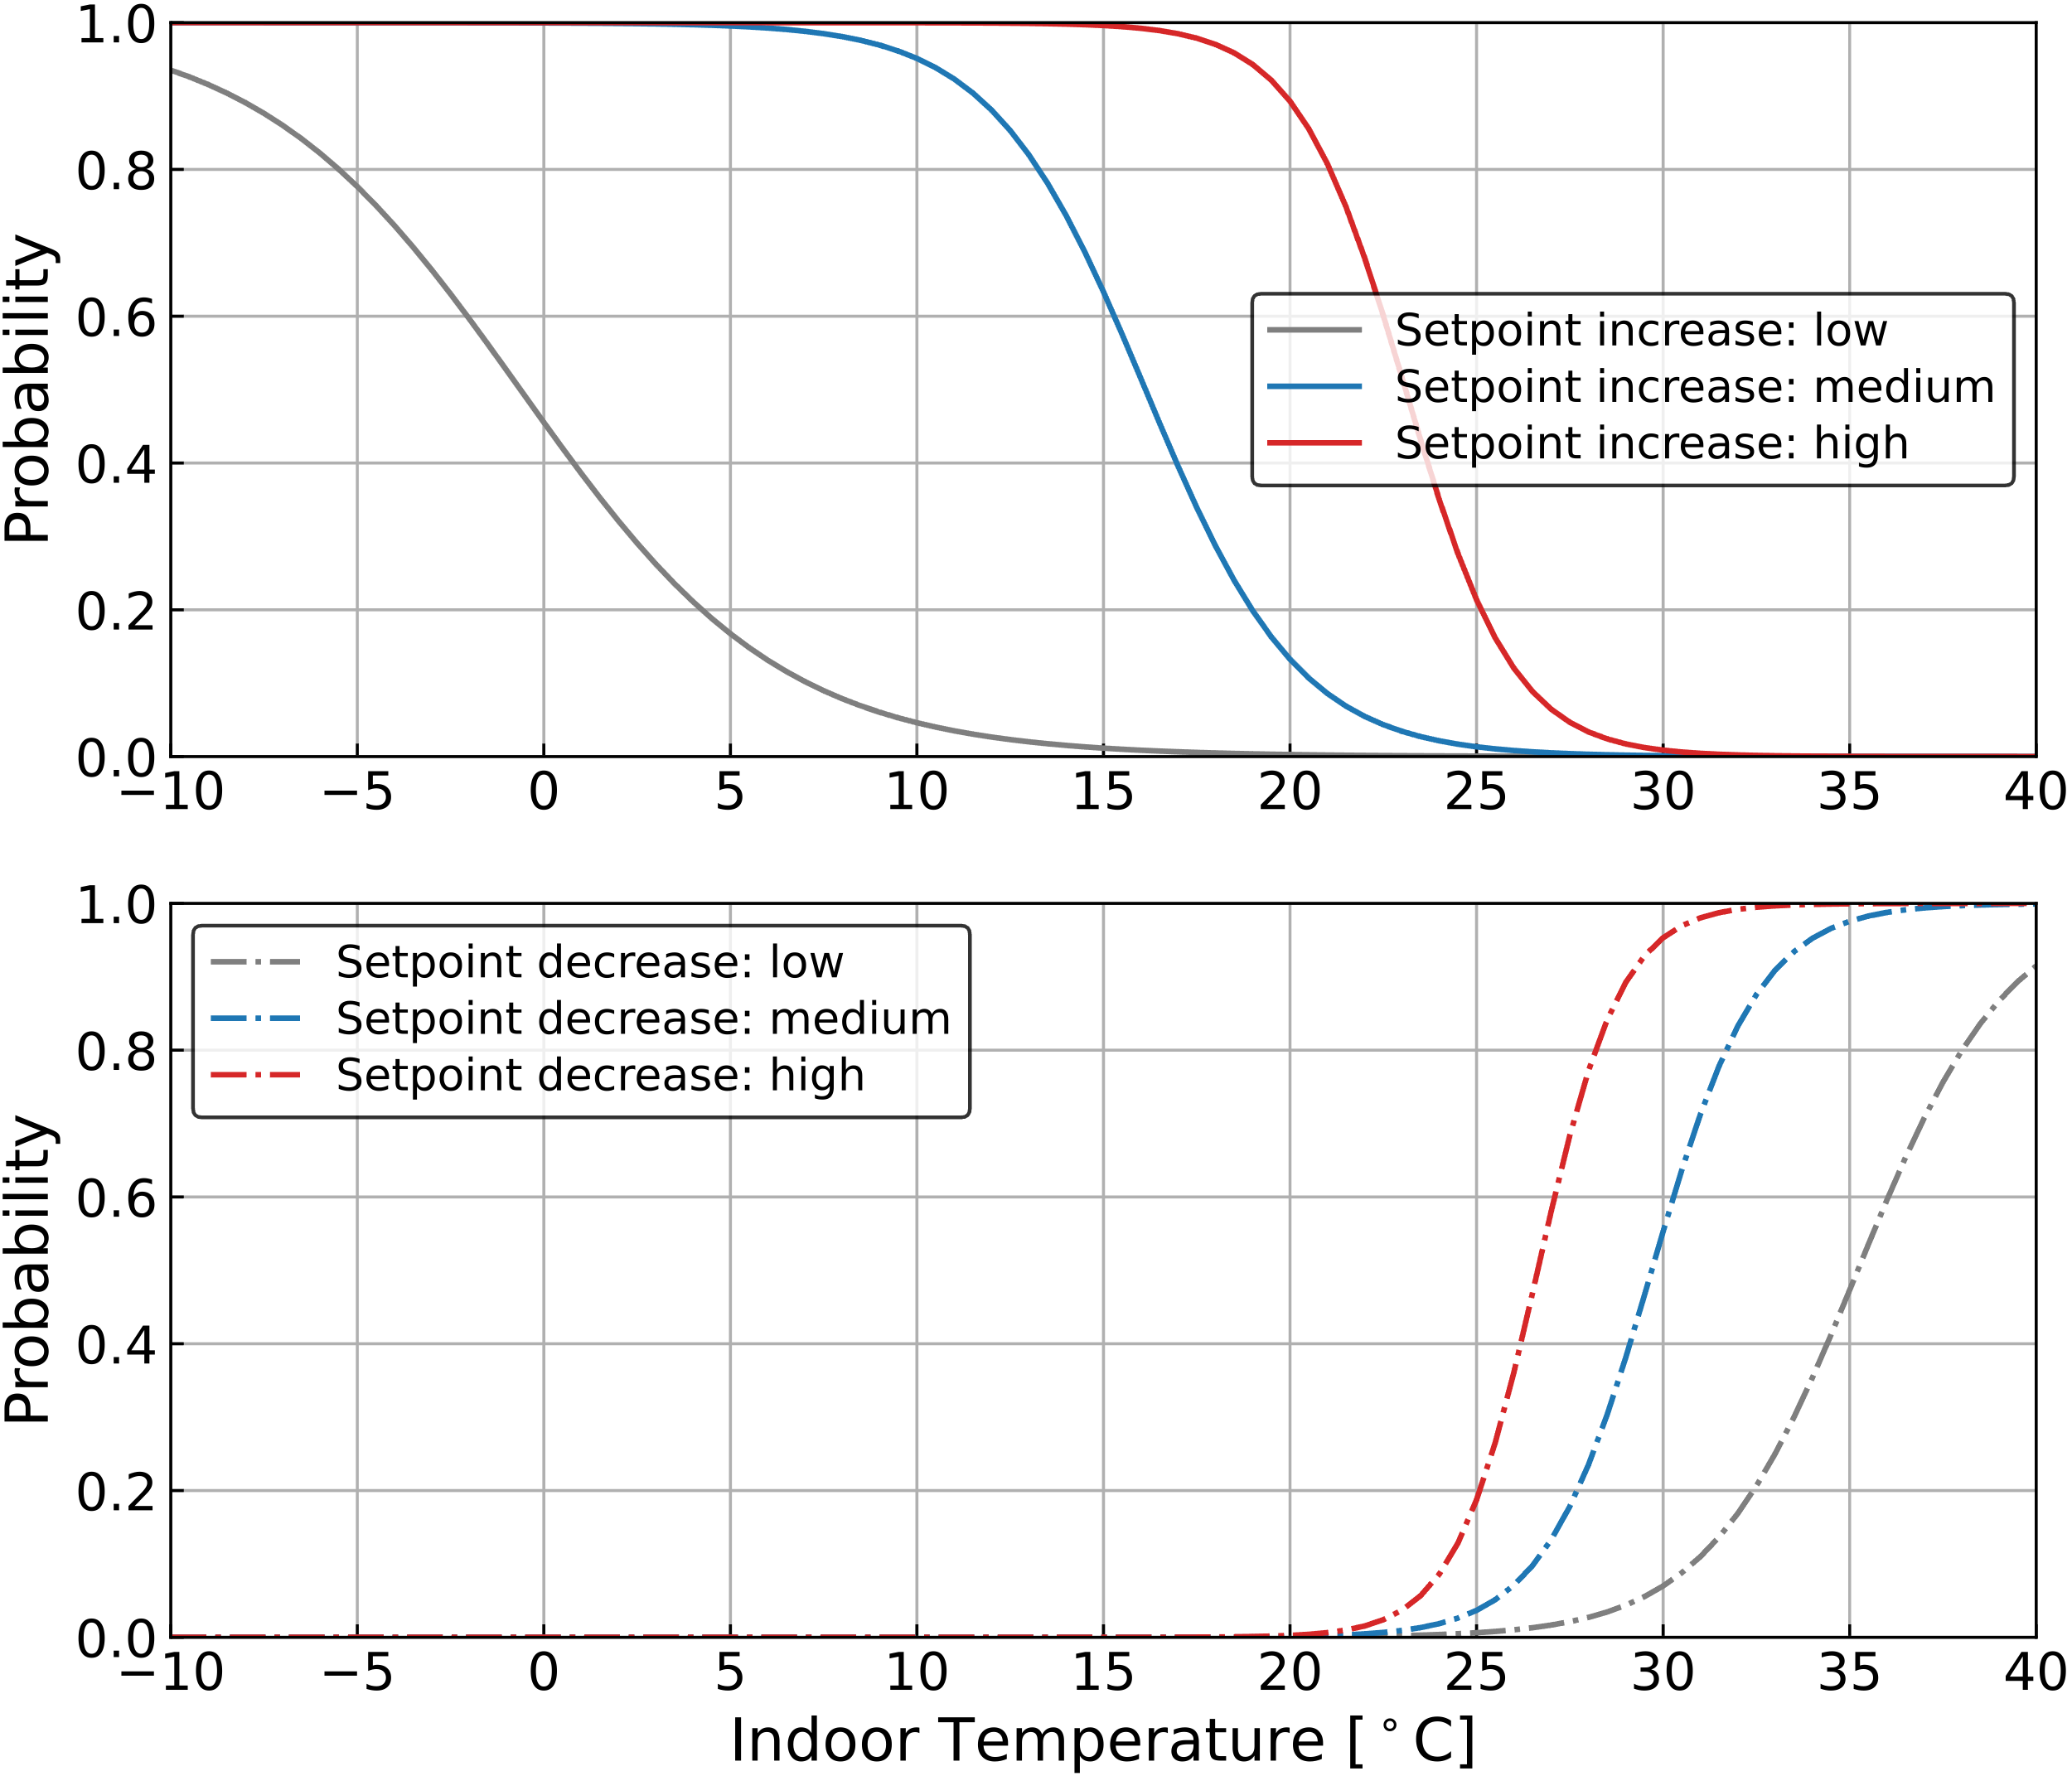 1.0
0.8
0.6
0.4
0.2
0.0
Probability
Setpoint increase: low
Setpoint increase: medium
Setpoint increase: high
−10 −5 0 5 10 15 20 25 30 35 40
1.0
0.8
0.6
0.4
0.2
0.0
Probability
Setpoint decrease: low
Setpoint decrease: medium
Setpoint decrease: high
−10 −5 0 5 10 15 20 25 30 35 40
Indoor Temperature [°C]